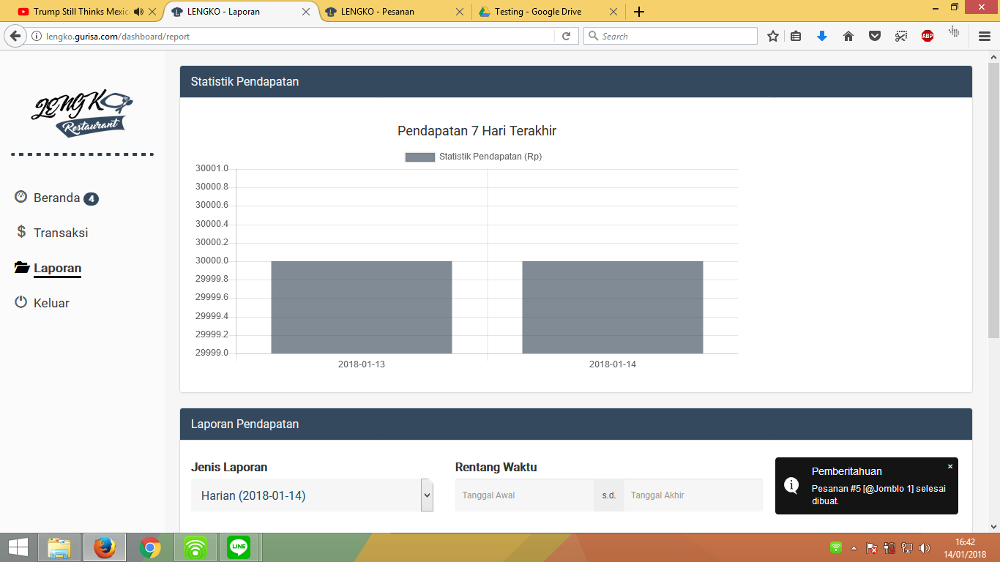 Trump Still Thinks Mexic
LENGKO - Laporan
LENGKO - Pesanan
Testing - Google Drive
lengko.gurisa.com/dashboard/report
Search
ABP
LENGKO
Restaurant
Beranda 4
Transaksi
Laporan
Keluar
Statistik Pendapatan
Pendapatan 7 Hari Terakhir
Statistik Pendapatan (Rp)
30001.0
30000.8
30000.6
30000.4
30000.2
30000.0
29999.8
29999.6
29999.4
29999.2
29999.0
2018-01-13
2018-01-14
Laporan Pendapatan
Jenis Laporan
Harian (2018-01-14)
Rentang Waktu
Tanggal Awal
s.d.
Tanggal Akhir
Pemberitahuan
Pesanan #5 [@Jomblo 1] selesai
dibuat.
LINE
16:42
14/01/2018